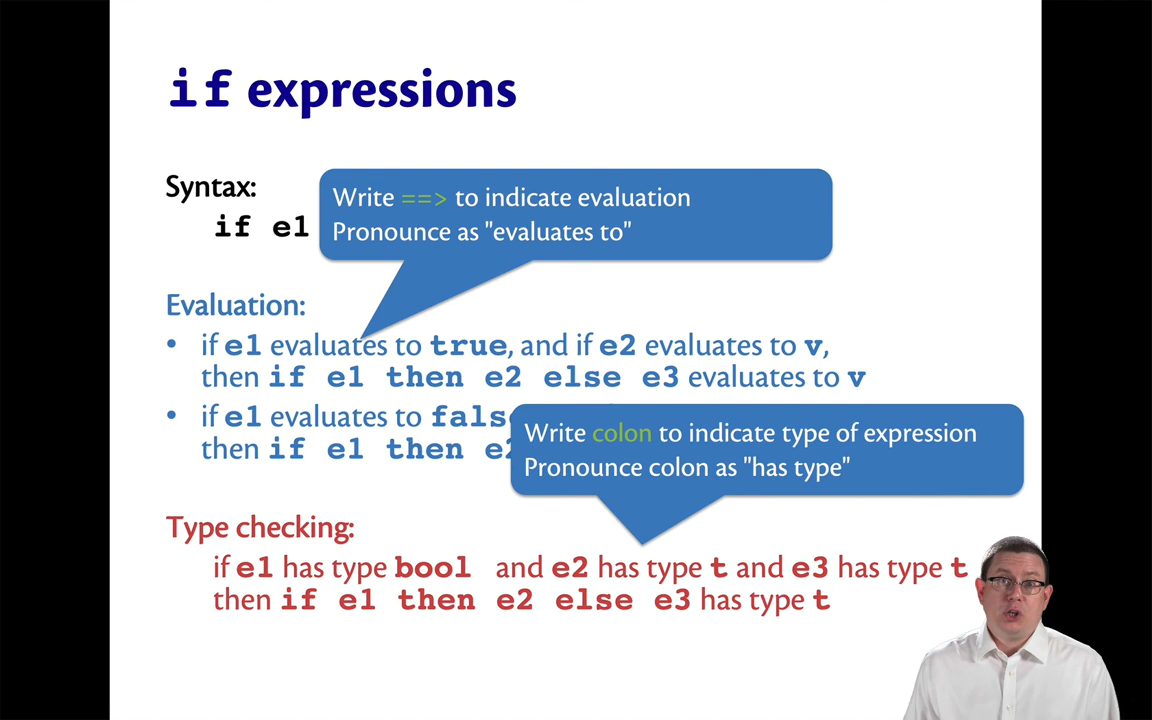 if expressions
Syntax:
if e1
Write ==> to indicate evaluation
Pronounce as "evaluates to"
Evaluation:
• if e1 evaluates to true, and if e2 evaluates to v,
then if e1 then e2 else e3 evaluates to v
• if e1 evaluates to fals
then if e1 then e2
Write colon to indicate type of expression
Pronounce colon as "has type"
Type checking:
if e1 has type bool and e2 has type t and e3 has type t
then if e1 then e2 else e3 has type t